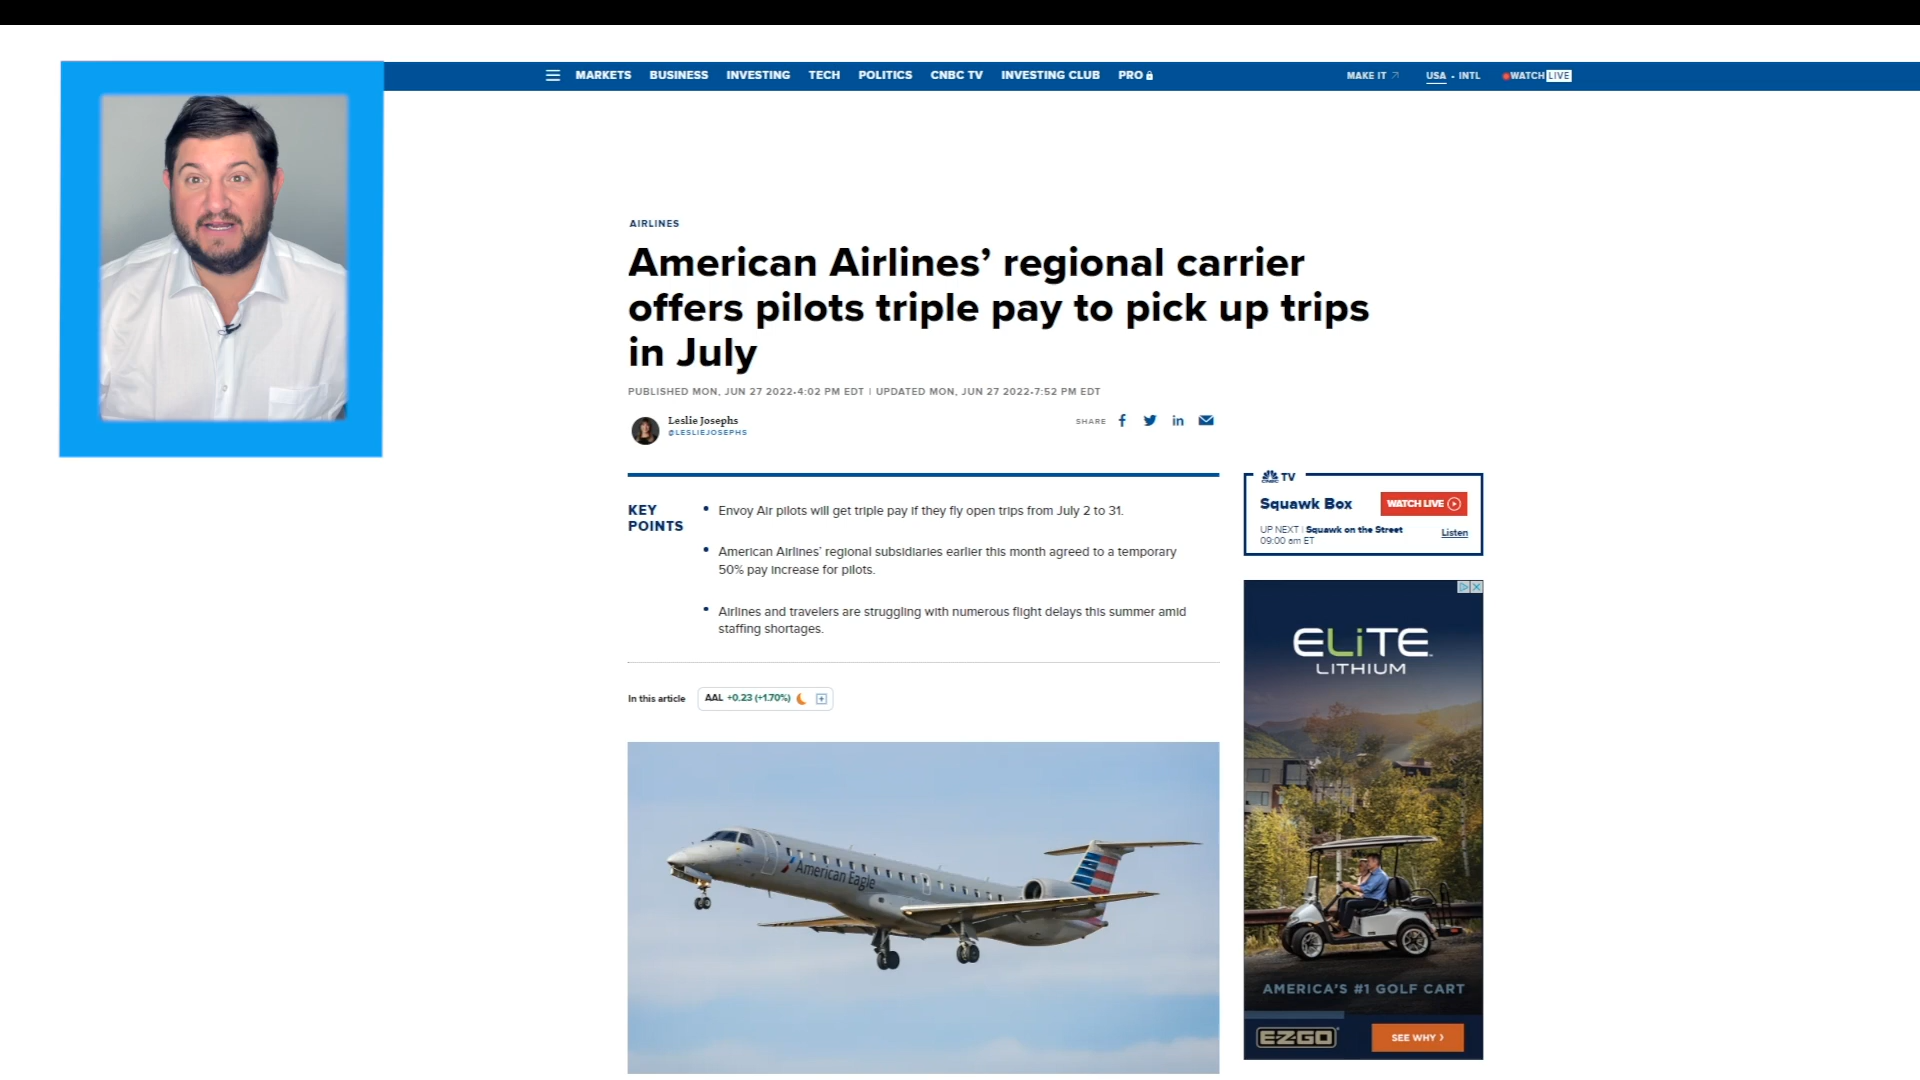 MARKETS BUSINESS INVESTING TECH POLITICS CNBC TV INVESTING CLUB PRO
MAKE IT USA • INTL WATCH LIVE
AIRLINES
American Airlines’ regional carrier
offers pilots triple pay to pick up trips
in July
PUBLISHED MON, JUN 27 2022•4:02 PM EDT | UPDATED MON, JUN 27 2022•7:52 PM EDT
Leslie Josephs
@LESLIEJOSEPHS
SHARE
KEY
POINTS
• Envoy Air pilots will get triple pay if they fly open trips from July 2 to 31.
• American Airlines’ regional subsidiaries earlier this month agreed to a temporary
50% pay increase for pilots.
• Airlines and travelers are struggling with numerous flight delays this summer amid
staffing shortages.
In this article
AAL +0.23 (+1.70%)
American Eagle
CNBC TV
Squawk Box
WATCH LIVE
UP NEXT | Squawk on the Street
09:00 am ET
Listen
ELiTE
LITHIUM
AMERICA'S #1 GOLF CART
E-Z-GO
SEE WHY >